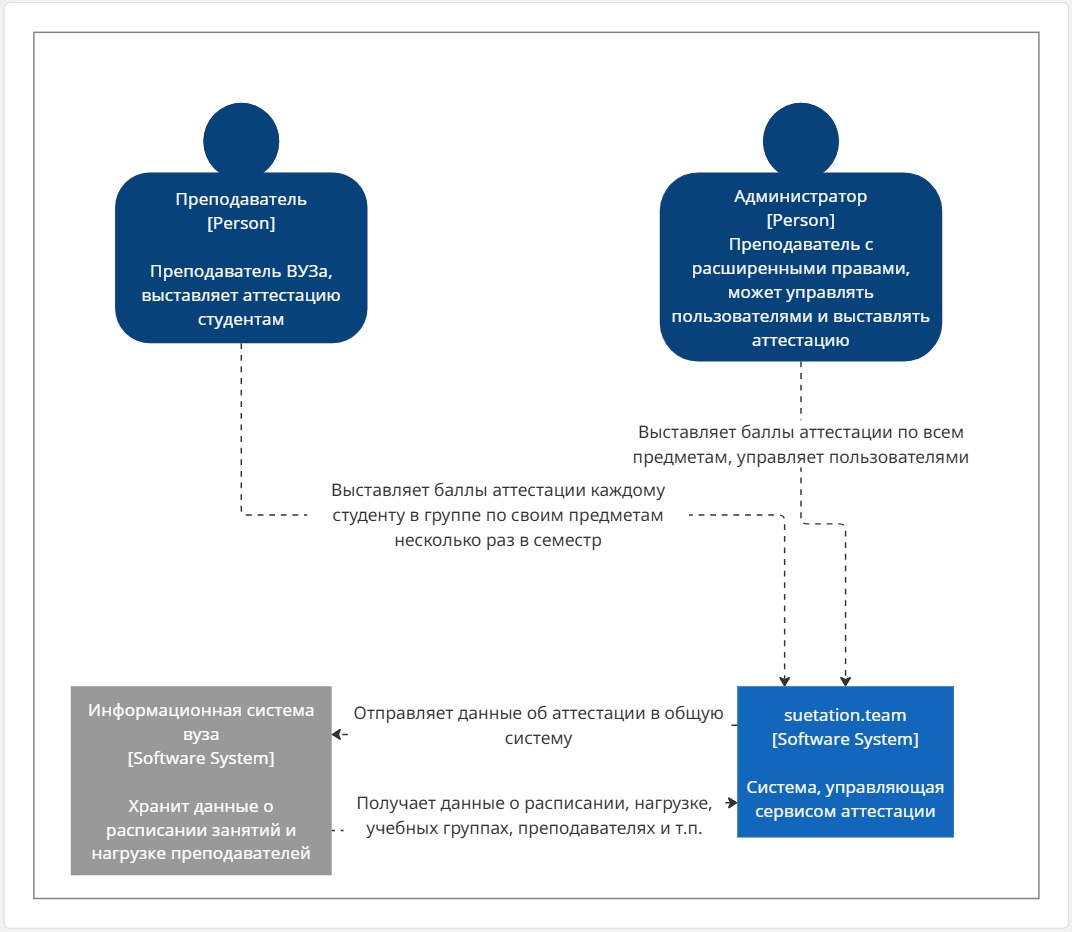 Преподаватель
[Person]
Преподаватель ВУЗа,
выставляет аттестацию
студентам
Администратор
[Person]
Преподаватель с
расширенными правами,
может управлять
пользователями и выставлять
аттестацию
Выставляет баллы аттестации по всем
предметам, управляет пользователями
Выставляет баллы аттестации каждому
студенту в группе по своим предметам
несколько раз в семестр
Информационная система
вуза
[Software System]
Хранит данные о
расписании занятий и
нагрузке преподавателей
Отправляет данные об аттестации в общую
систему
Получает данные о расписании, нагрузке,
учебных группах, преподавателях и т.п.
suetation.team
[Software System]
Система, управляющая
сервисом аттестации